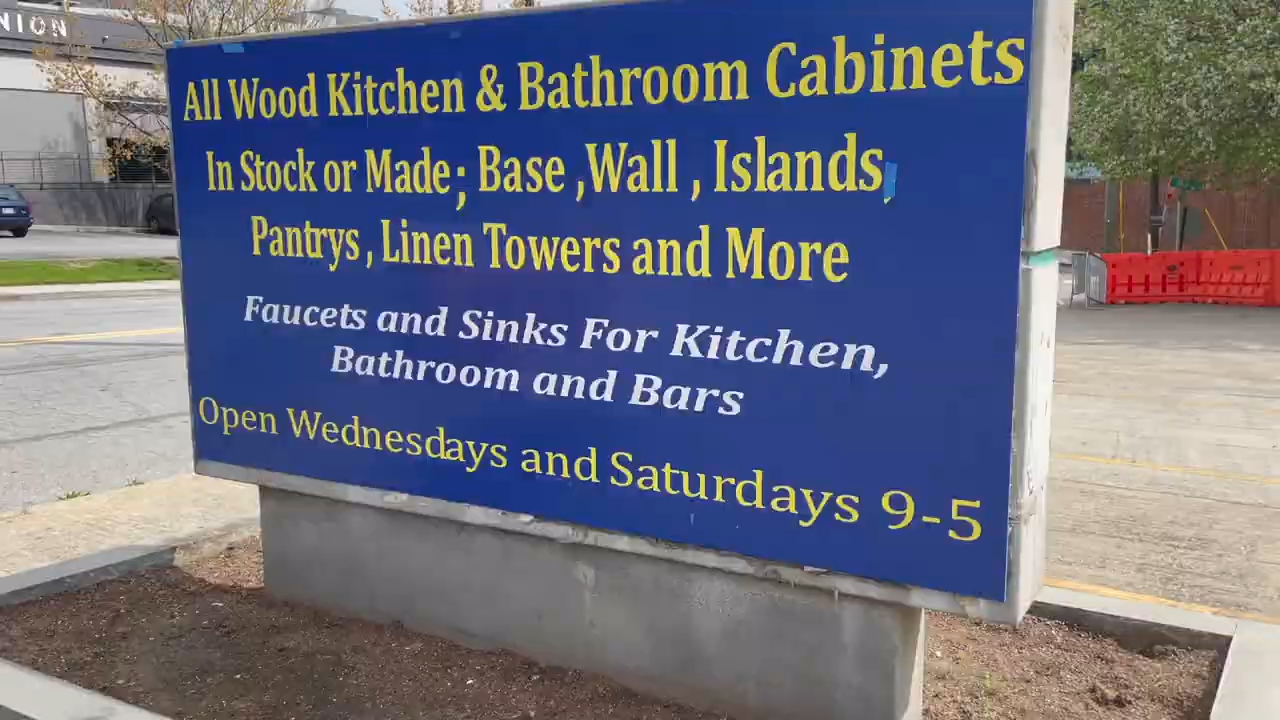 NION
All Wood Kitchen & Bathroom Cabinets
In Stock or Made; Base ,Wall , Islands,
Pantrys, Linen Towers and More
Faucets and Sinks For Kitchen,
Bathroom and Bars
Open Wednesdays and Saturdays 9-5